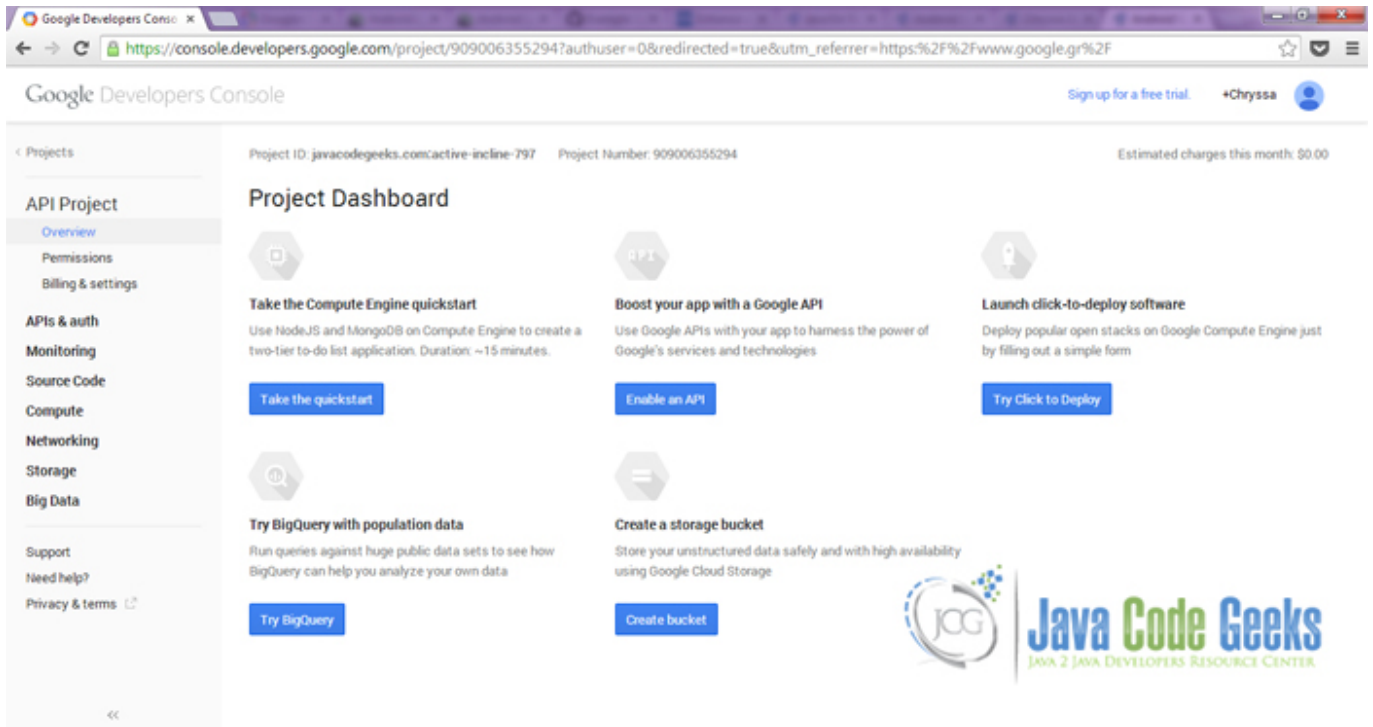 Google Developers Conso
https://console.developers.google.com/project/909006355294?authuser=0&redirected=true&utm_referrer=https:%2F%2Fwww.google.gr%2F
Google Developers Console
Sign up for a free trial. +Chryssa
< Projects
Project ID: javacodegeeks.com:active-incline-797 Project Number: 909006355294 Estimated charges this month: $0.00
API Project
Overview
Permissions
Billing & settings
APIs & auth
Monitoring
Source Code
Compute
Networking
Storage
Big Data
Support
Need help?
Privacy & terms
Project Dashboard
Take the Compute Engine quickstart
Use NodeJS and MongoDB on Compute Engine to create a
two-tier to-do list application. Duration: ~15 minutes.
Take the quickstart
API
Boost your app with a Google API
Use Google APIs with your app to harness the power of
Google's services and technologies
Enable an API
Launch click-to-deploy software
Deploy popular open stacks on Google Compute Engine just
by filling out a simple form
Try Click to Deploy
Try BigQuery with population data
Run queries against huge public data sets to see how
BigQuery can help you analyze your own data
Try BigQuery
Create a storage bucket
Store your unstructured data safely and with high availability
using Google Cloud Storage
Create bucket
JCG
Java Code Geeks
JAVA 2 JAVA DEVELOPERS RESOURCE CENTER